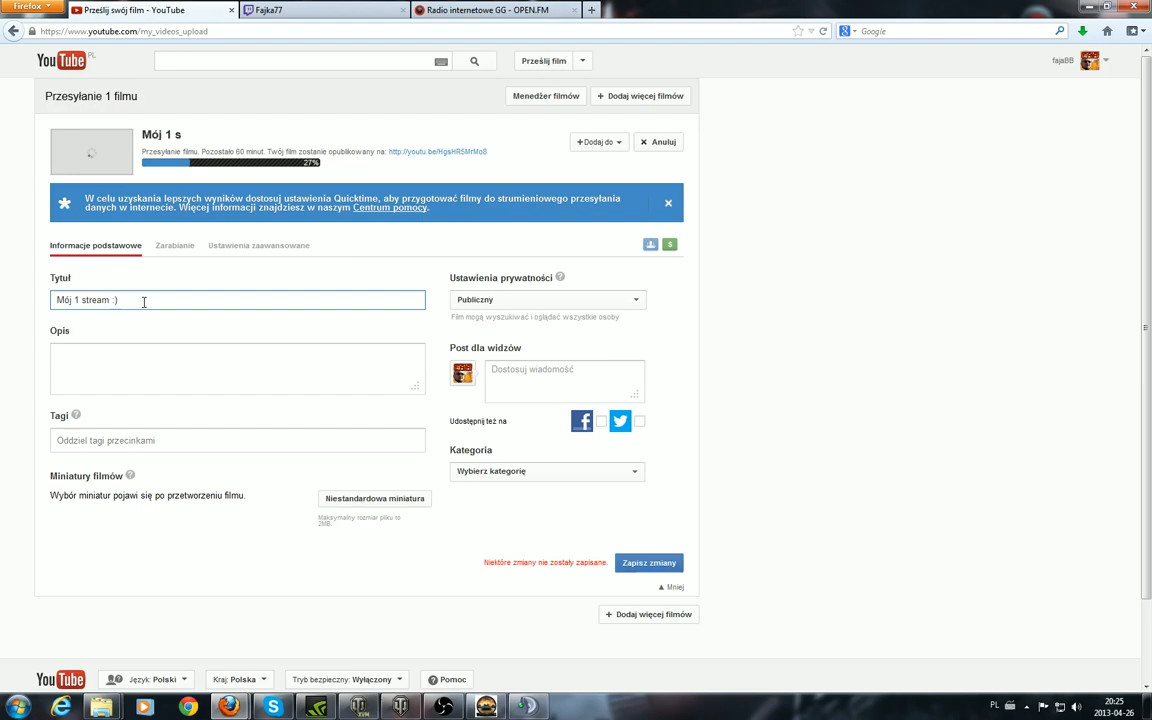 Firefox
Prześlij swój film - YouTube
Fajka77
Radio internetowe GG - OPEN.FM
https://www.youtube.com/my_videos_upload
Google
YouTube PL
Prześlij film
fajaBB
Przesyłanie 1 filmu
Menedżer filmów
+ Dodaj więcej filmów
Mój 1 s
Przesyłanie filmu. Pozostało 60 minut. Twój film zostanie opublikowany na: http://youtu.be/HgsHR5MrMo8
27%
+Dodaj do
Anuluj
W celu uzyskania lepszych wyników dostosuj ustawienia Quicktime, aby przygotować filmy do strumieniowego przesyłania
danych w internecie. Więcej informacji znajdziesz w naszym Centrum pomocy.
Informacje podstawowe
Zarabianie
Ustawienia zaawansowane
Tytuł
Mój 1 stream :)
Opis
Tagi
Oddziel tagi przecinkami
Miniatury filmów
Wybór miniatur pojawi się po przetworzeniu filmu.
Niestandardowa miniatura
Maksymalny rozmiar pliku to
2MB.
Ustawienia prywatności
Publiczny
Film mogą wyszukiwać i oglądać wszystkie osoby
Post dla widzów
Dostosuj wiadomość
Udostępnij też na
Kategoria
Wybierz kategorię
Niektóre zmiany nie zostały zapisane.
Zapisz zmiany
Mniej
+ Dodaj więcej filmów
YouTube
Język: Polski
Kraj: Polska
Tryb bezpieczny: Wyłączony
Pomoc
PL
20:25
2013-04-26